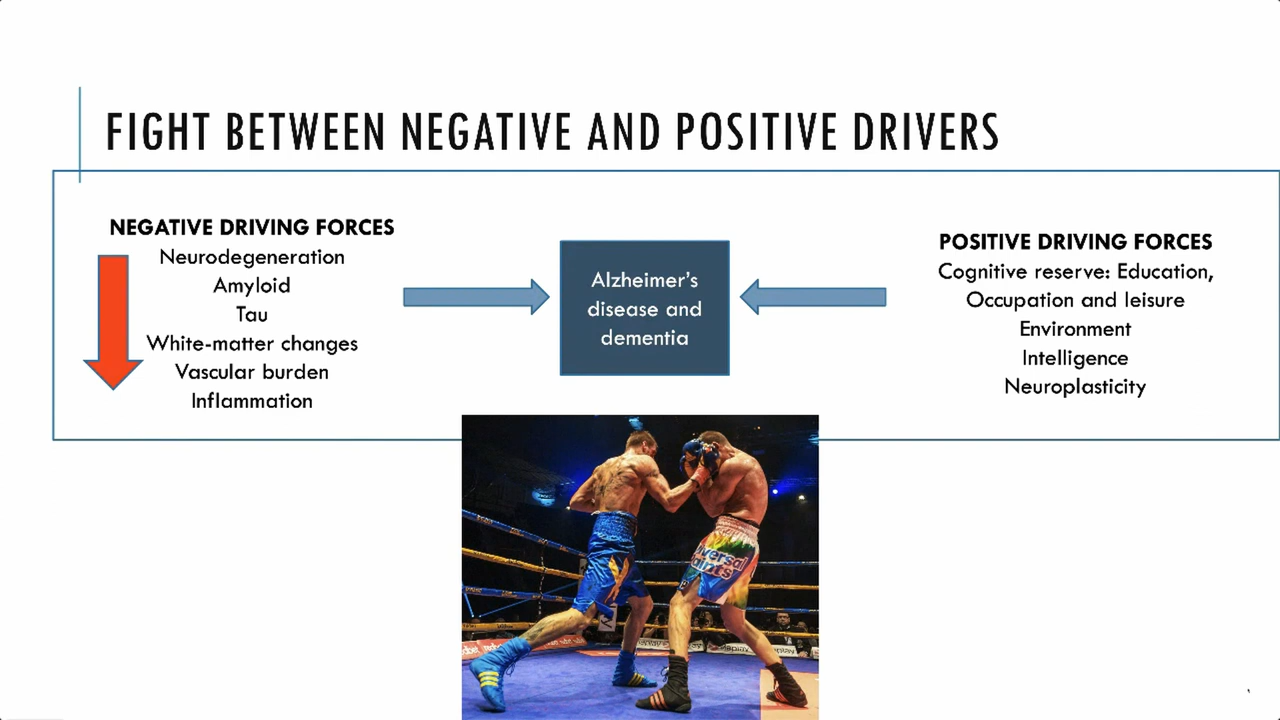 FIGHT BETWEEN NEGATIVE AND POSITIVE DRIVERS
NEGATIVE DRIVING FORCES
Neurodegeneration
Amyloid
Tau
White-matter changes
Vascular burden
Inflammation
Alzheimer’s
disease and
dementia
POSITIVE DRIVING FORCES
Cognitive reserve: Education,
Occupation and leisure
Environment
Intelligence
Neuroplasticity